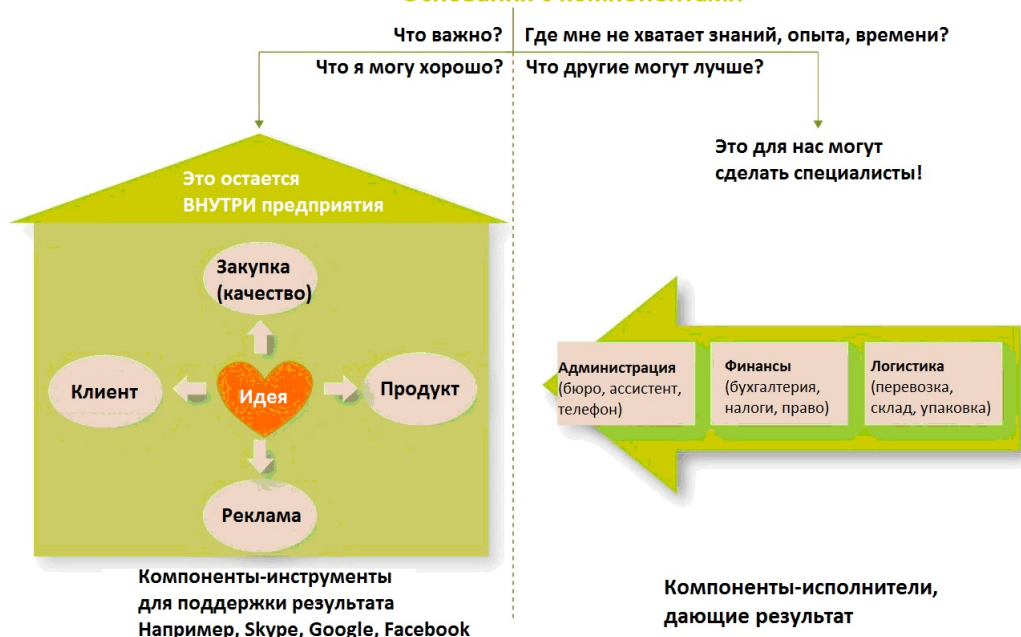 Что важно?
Где мне не хватает знаний, опыта, времени?
Что я могу хорошо?
Что другие могут лучше?
Это остается
ВНУТРИ предприятия
Закупка
(качество)
Клиент
Идея
Продукт
Реклама
Компоненты-инструменты
для поддержки результата
Например, Skype, Google, Facebook
Это для нас могут
сделать специалисты!
Администрация
(бюро, ассистент,
телефон)
Финансы
(бухгалтерия,
налоги, право)
Логистика
(перевозка,
склад, упаковка)
Компоненты-исполнители,
дающие результат